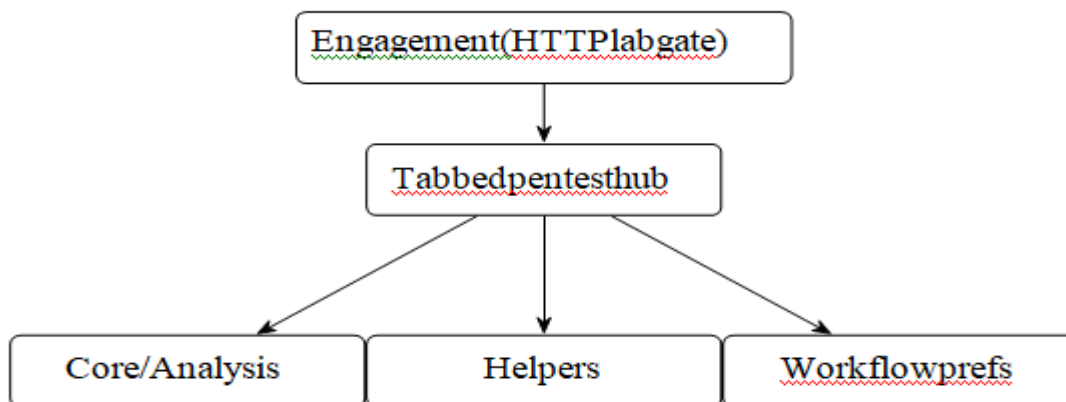 Engagement(HTTPlabgate)
Tabbedpentesthub
Core/Analysis
Helpers
Workflowprefs